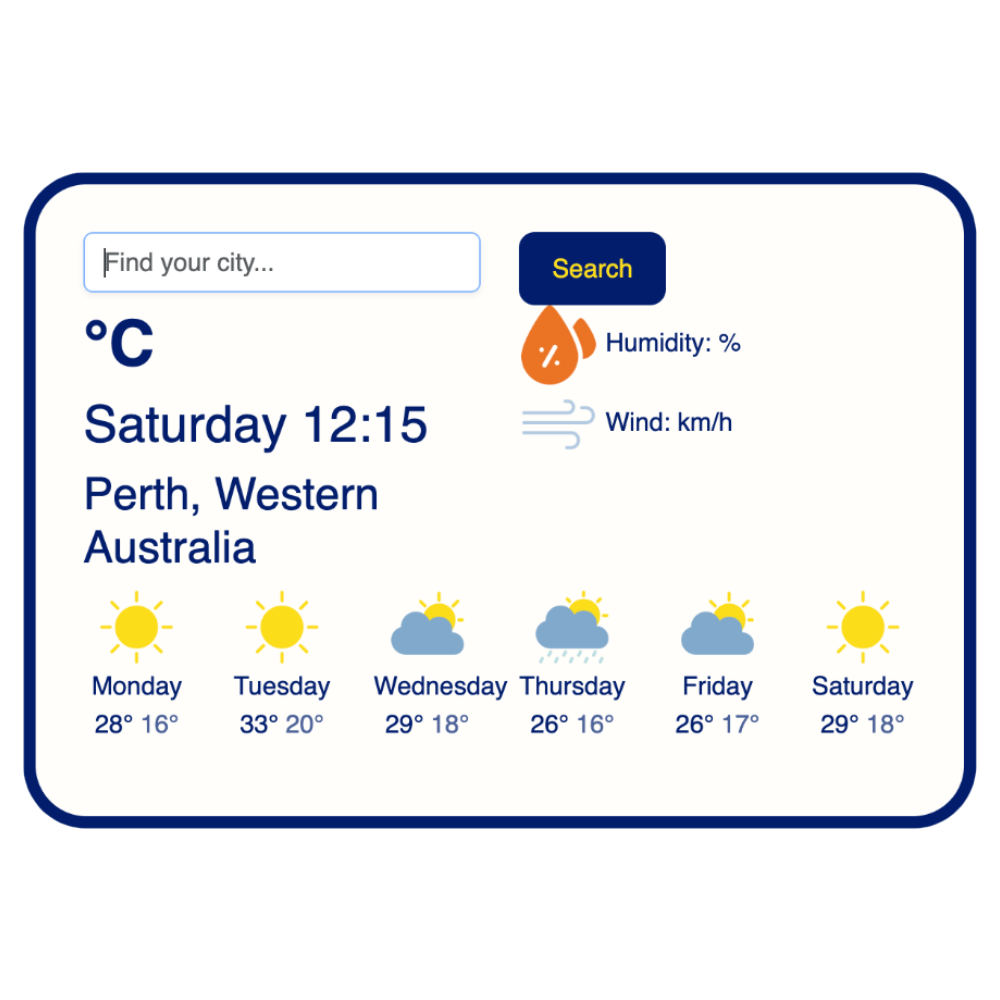 Find your city...
Search
°C
Humidity: %
Saturday 12:15
Wind: km/h
Perth, Western
Australia
Monday Tuesday Wednesday Thursday Friday Saturday
28° 16° 33° 20° 29° 18° 26° 16° 26° 17° 29° 18°